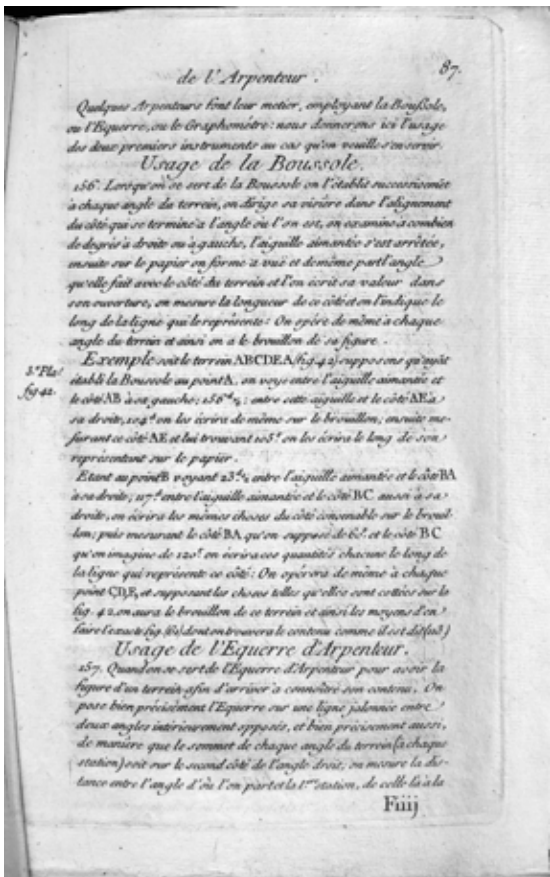 87.
de l'Arpenteur.
Quelques Arpenteurs font leur metier, employant la Boussole,
ou l'Equerre, ou le Graphométre: nous donnerons ici l'usage
des deux premiers instruments au cas qu'on veuille s'en servir.
Usage de la Boussole.
156. Lorsqu'on se sert de la Boussole on l'établit successivem.t
à chaque angle du terrein, on dirige sa visière dans l'alignement
du côté qui se termine a l'angle où l'on est, on examine à combien
de degrés à droite ou à gauche, l'aiguille aimantée s'est arrêtée,
ensuite sur le papier on forme à vuë et de même part l'angle
qu'elle fait avec le côté du terrein et l'on écrit sa valeur dans
son ouverture, on mesure la longueur de ce côté et on l'indique le
long de la ligne qui le représente: On opére de même à chaque
angle du terrein et ainsi on a le brouillon de sa figure.
Exemple soit le terrein ABCDEA (fig. 42) supposons qu'ayāt
3.e Pla.
fig 42.
établi la Boussole au point A, on voye entre l'aiguille aimantée et
le côté AB à sa gauche; 156.d ½: entre cette aiguille et le côté AE à
sa droite, 104.d on les écrira de même sur le brouillon; ensuite me-
surant ce côté AE et lui trouvant 105.t on les écrira le long de son
représentant sur le papier.
Etant au point B voyant 23.d ½ entre l'aiguille aimantée et le côté BA
à sa droite; 117.d entre l'aiguille aimantée et le côté BC aussi à sa
droite, on écrira les mêmes choses du côté convenable sur le brouil-
lon; puis mesurant le côté BA qu'on suppose de et le côté BC
qu'on imagine de 120.t on écrira ces quantités chacune le long de
la ligne qui représente ce côté: On opérera de même à chaque
point C,D,E, et supposant les choses telles qu'elles sont cottées sur la
fig. 42 on aura le brouillon de ce terrein et ainsi les moyens d'en
faire l'exacte fig. dont on trouvera le contenu comme il est dit
Usage de l'Equerre d'Arpenteur.
157. Quand on se sert de l'Equerre d'Arpenteur pour avoir la
figure d'un terrein afin d'arriver a connoître son contenu, On
pose bien précisément l'Equerre sur une ligne jalonnée entre
deux angles intérieurement opposés, et bien précisement aussi,
de manière que le sommet de chaque angle du terrein (à chaque
station) soit sur le second côté de l'angle droit, on mesure la dis-
tance entre l'angle d'où l'on part et la 1.ere station, de celle là à la
Fiiij